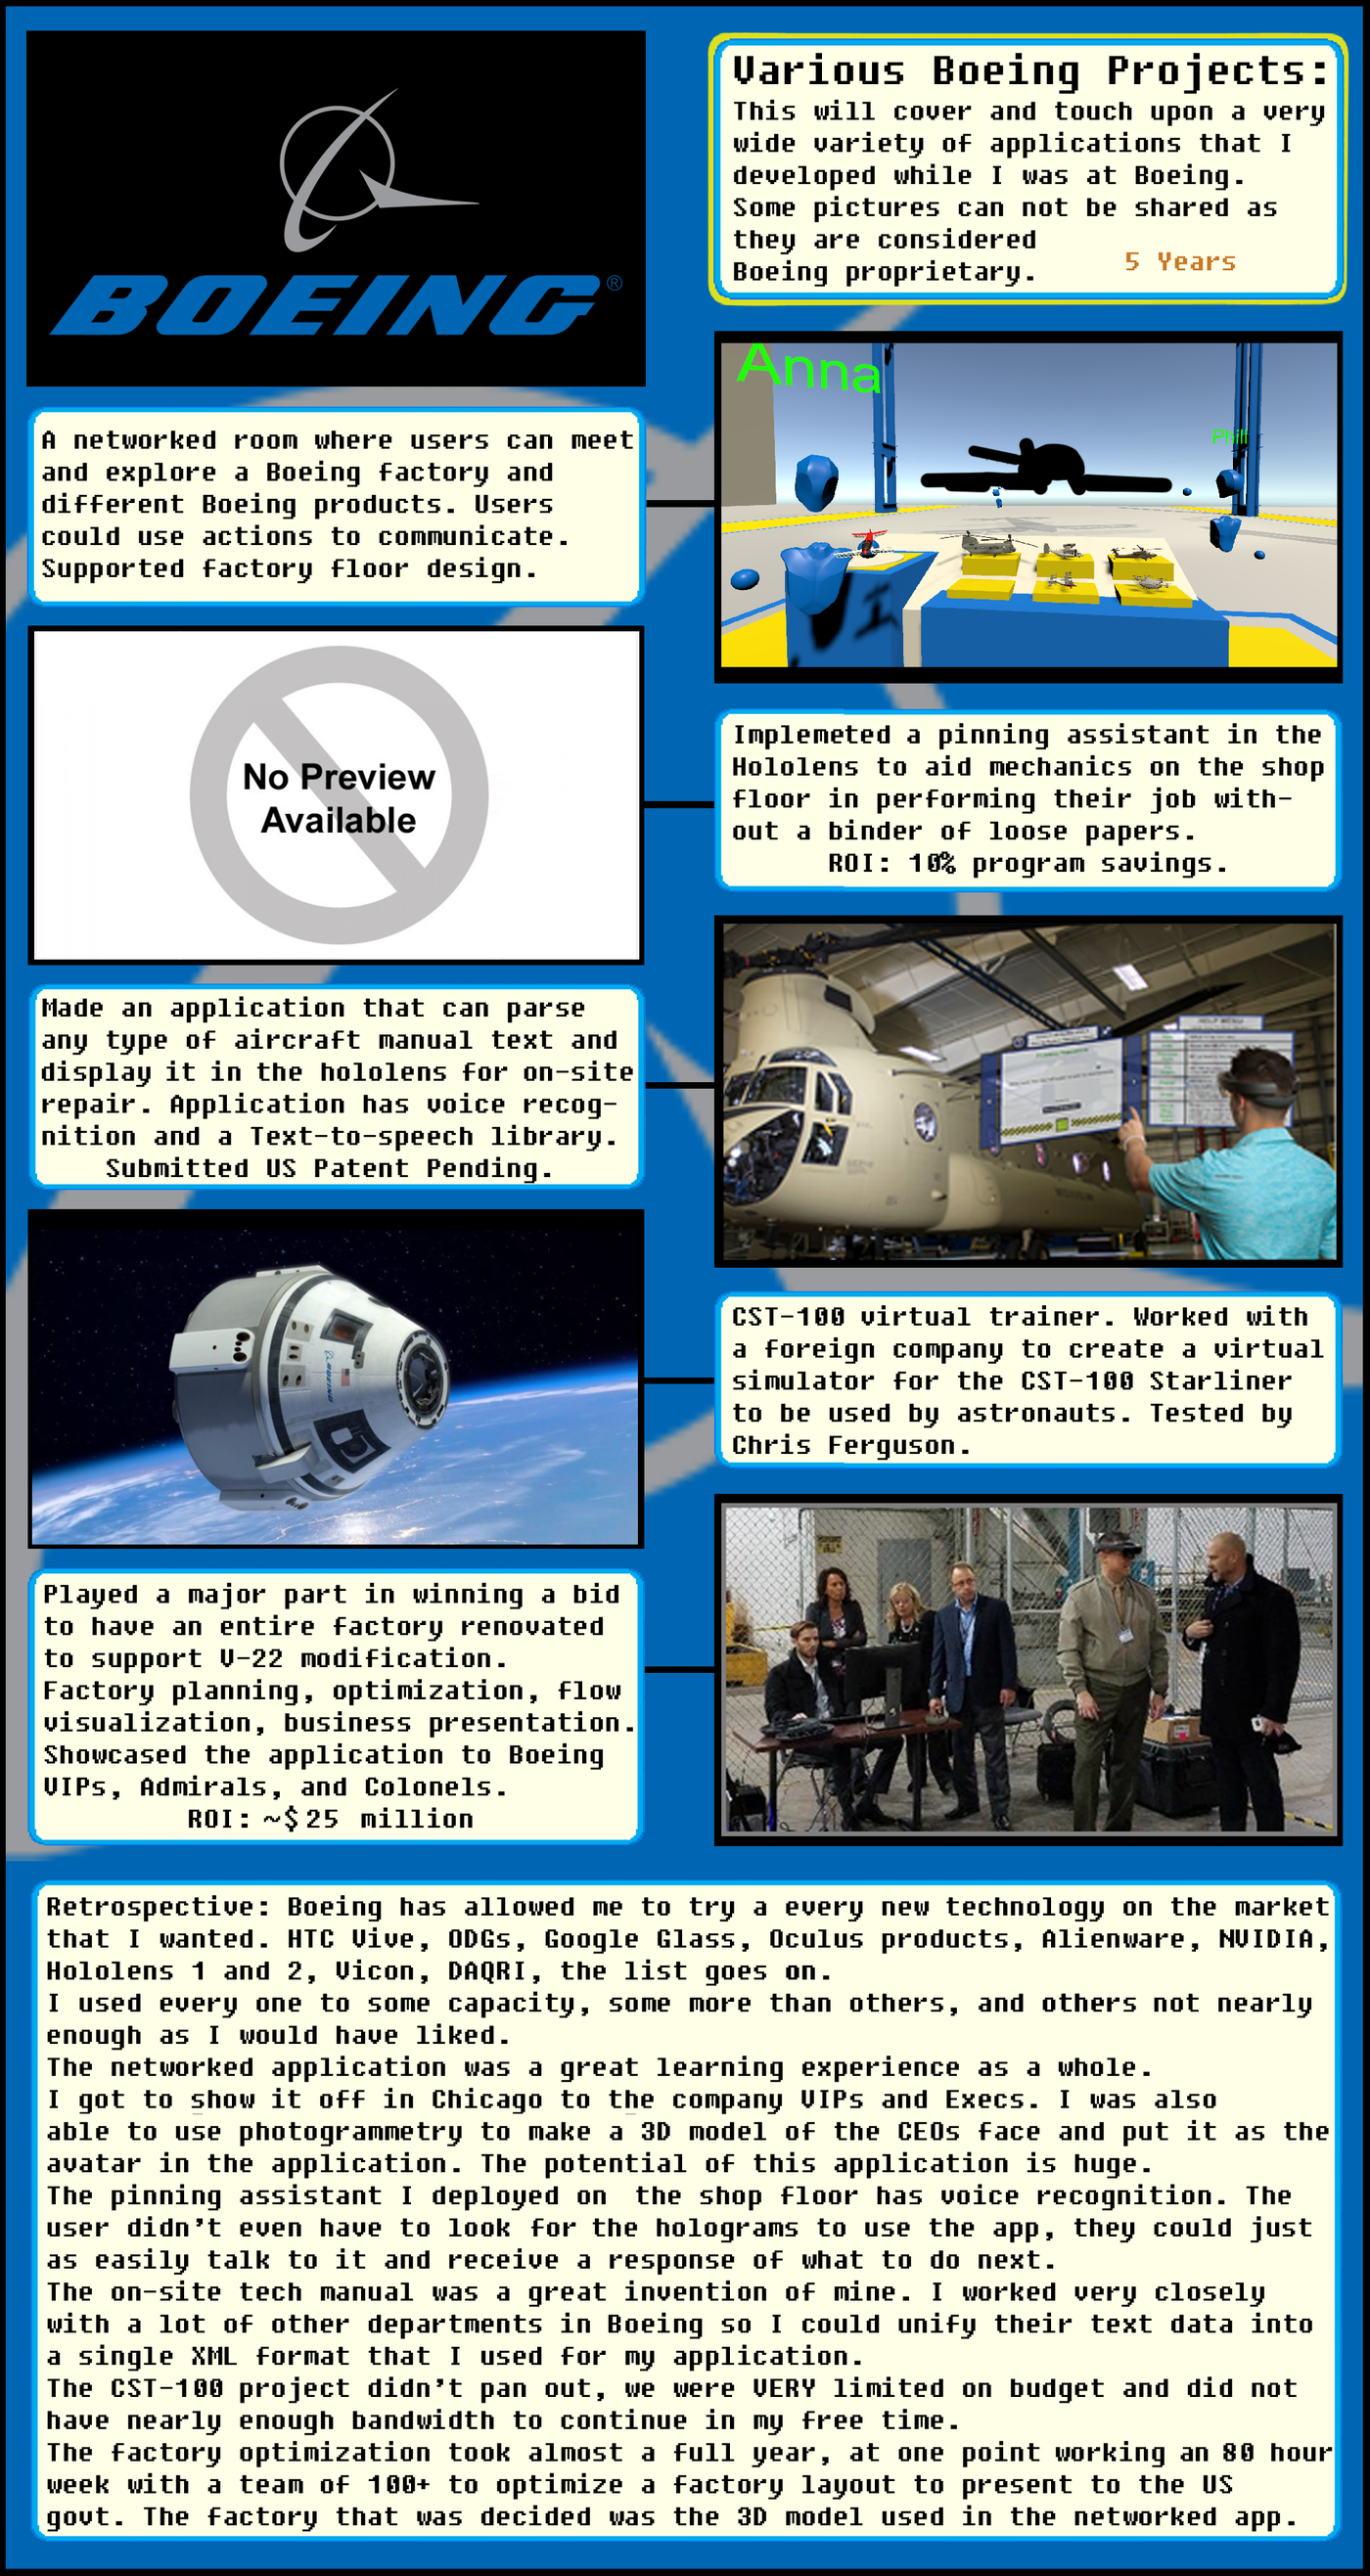 BOEING®
Various Boeing Projects:
This will cover and touch upon a very
wide variety of applications that I
developed while I was at Boeing.
Some pictures can not be shared as
they are considered
Boeing proprietary.
5 Years
Anna
Phill
A networked room where users can meet
and explore a Boeing factory and
different Boeing products. Users
could use actions to communicate.
Supported factory floor design.
No Preview
Available
Implemeted a pinning assistant in the
Hololens to aid mechanics on the shop
floor in performing their job with-
out a binder of loose papers.
ROI: 10% program savings.
Made an application that can parse
any type of aircraft manual text and
display it in the hololens for on-site
repair. Application has voice recog-
nition and a Text-to-speech library.
Submitted US Patent Pending.
HELP MENU
BOEING
CST-100 virtual trainer. Worked with
a foreign company to create a virtual
simulator for the CST-100 Starliner
to be used by astronauts. Tested by
Chris Ferguson.
Played a major part in winning a bid
to have an entire factory renovated
to support V-22 modification.
Factory planning, optimization, flow
visualization, business presentation.
Showcased the application to Boeing
VIPs, Admirals, and Colonels.
ROI: ~$25 million
Retrospective: Boeing has allowed me to try a every new technology on the market
that I wanted. HTC Vive, ODGs, Google Glass, Oculus products, Alienware, NVIDIA,
Hololens 1 and 2, Vicon, DAQRI, the list goes on.
I used every one to some capacity, some more than others, and others not nearly
enough as I would have liked.
The networked application was a great learning experience as a whole.
I got to show it off in Chicago to the company VIPs and Execs. I was also
able to use photogrammetry to make a 3D model of the CEOs face and put it as the
avatar in the application. The potential of this application is huge.
The pinning assistant I deployed on the shop floor has voice recognition. The
user didn't even have to look for the holograms to use the app, they could just
as easily talk to it and receive a response of what to do next.
The on-site tech manual was a great invention of mine. I worked very closely
with a lot of other departments in Boeing so I could unify their text data into
a single XML format that I used for my application.
The CST-100 project didn't pan out, we were VERY limited on budget and did not
have nearly enough bandwidth to continue in my free time.
The factory optimization took almost a full year, at one point working an 80 hour
week with a team of 100+ to optimize a factory layout to present to the US
govt. The factory that was decided was the 3D model used in the networked app.